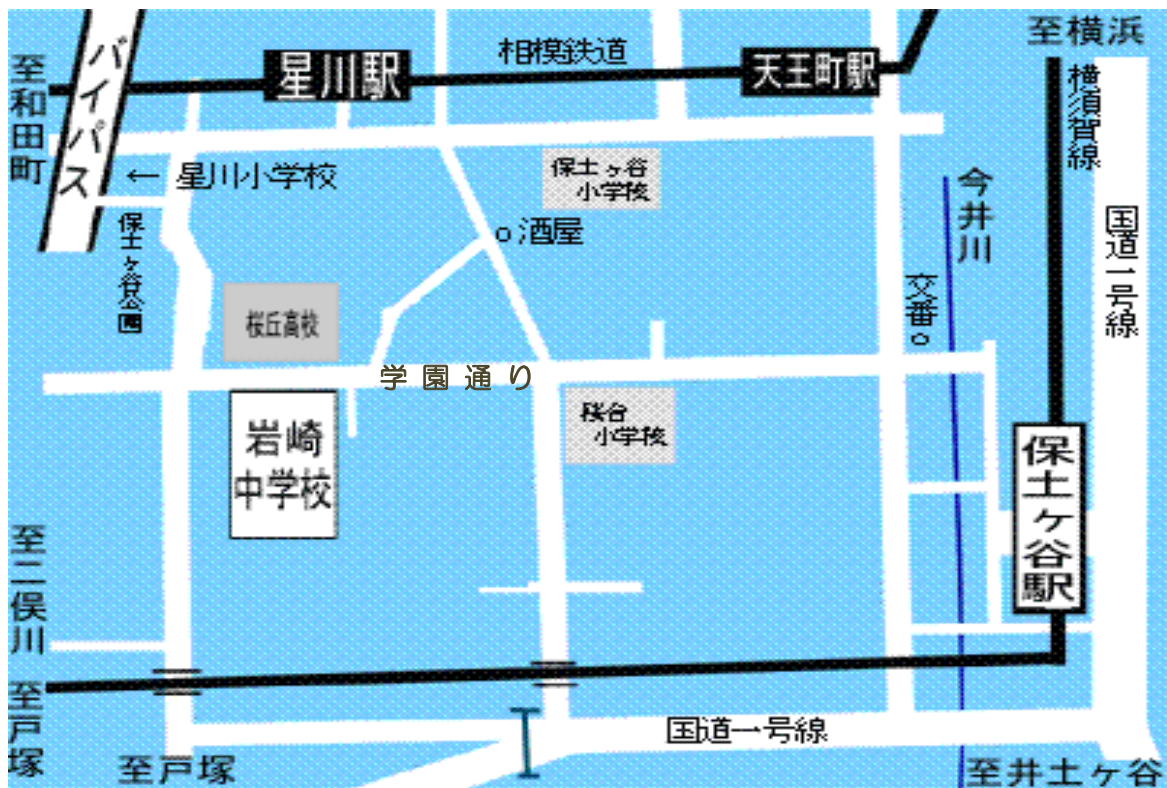 至横浜
バイパス
相模鉄道
星川駅
天王町駅
至和田町
横須賀線
← 星川小学校
保土ヶ谷
小学校
今井川
国道一号線
保土ヶ谷公園
酒屋
交番
桜丘高校
学園通り
桜台
小学校
岩崎
中学校
保土ヶ谷駅
至二俣川
至戸塚
国道一号線
至戸塚
至井土ヶ谷